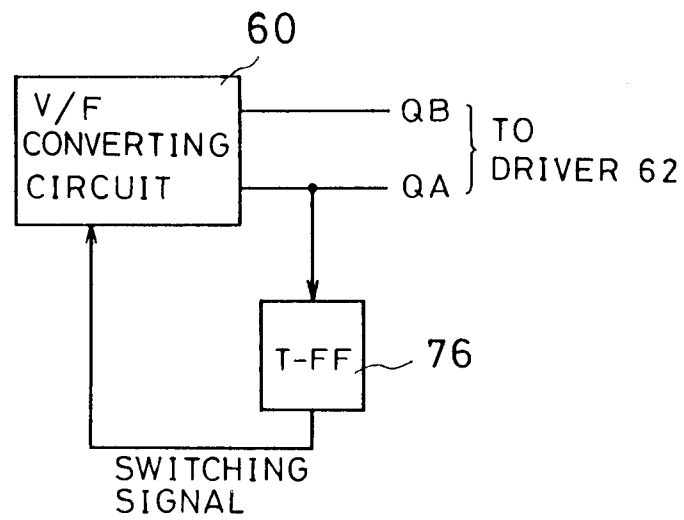 60
V/F
CONVERTING
CIRCUIT
QB
QA
TO
DRIVER 62
T-FF
76
SWITCHING
SIGNAL